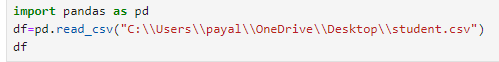 import pandas as pd
df=pd.read_csv("C:\\Users\\payal\\OneDrive\\Desktop\\student.csv")
df